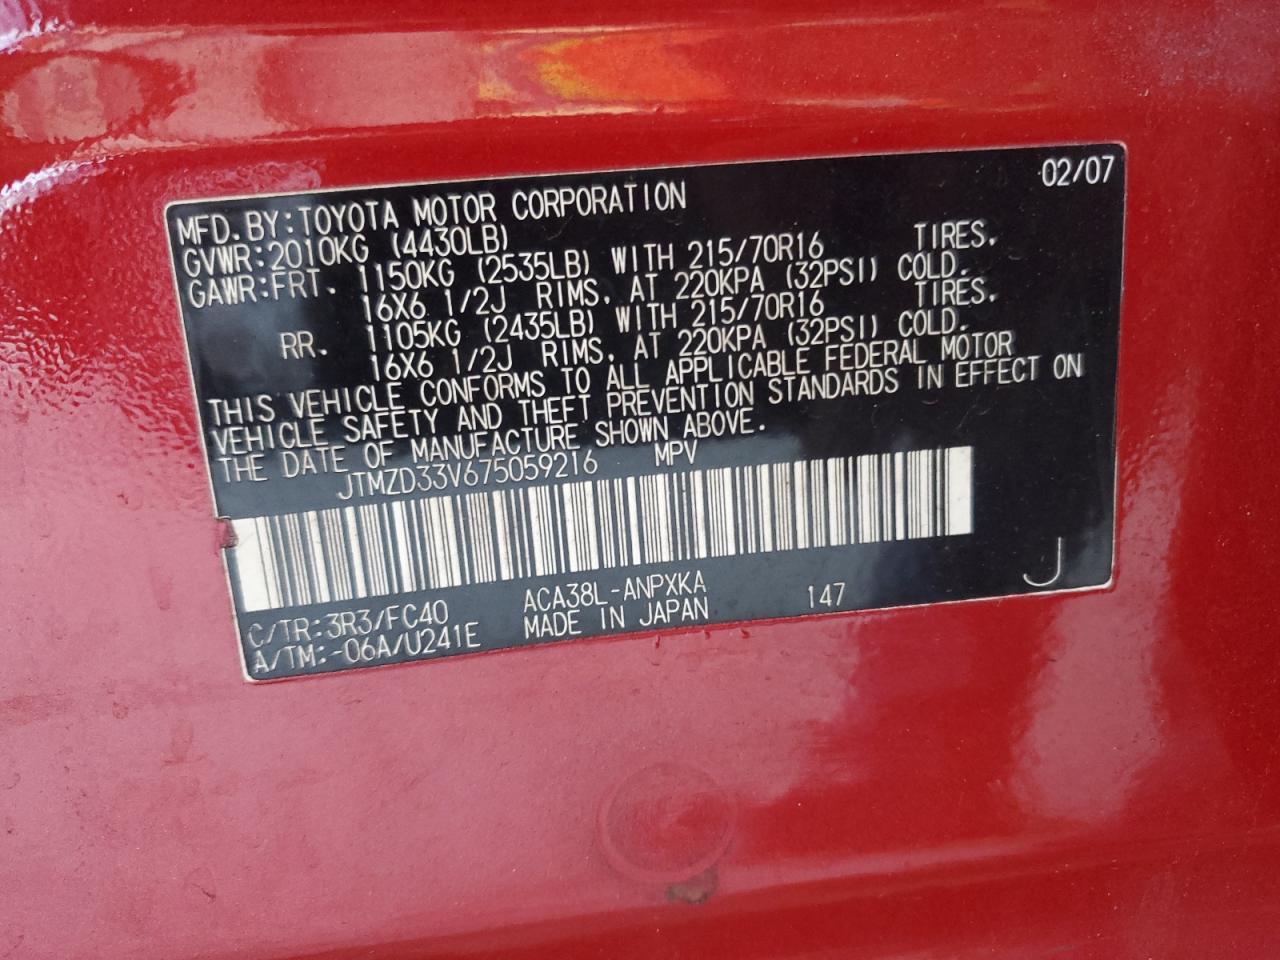 02/07
MFD. BY: TOYOTA MOTOR CORPORATION
GVWR: 2010KG (4430LB)
GAWR: FRT. 1150KG (2535LB) WITH 215/70R16 TIRES,
16X6 1/2J RIMS, AT 220KPA (32PSI) COLD.
RR. 1105KG (2435LB) WITH 215/70R16 TIRES,
16X6 1/2J RIMS, AT 220KPA (32PSI) COLD.
THIS VEHICLE CONFORMS TO ALL APPLICABLE FEDERAL MOTOR
VEHICLE SAFETY AND THEFT PREVENTION STANDARDS IN EFFECT ON
THE DATE OF MANUFACTURE SHOWN ABOVE.
JTMZD33V675059216 MPV
C/TR: 3R3/FC40 ACA38L-ANPXKA 147 J
A/TM: -06A/U241E MADE IN JAPAN